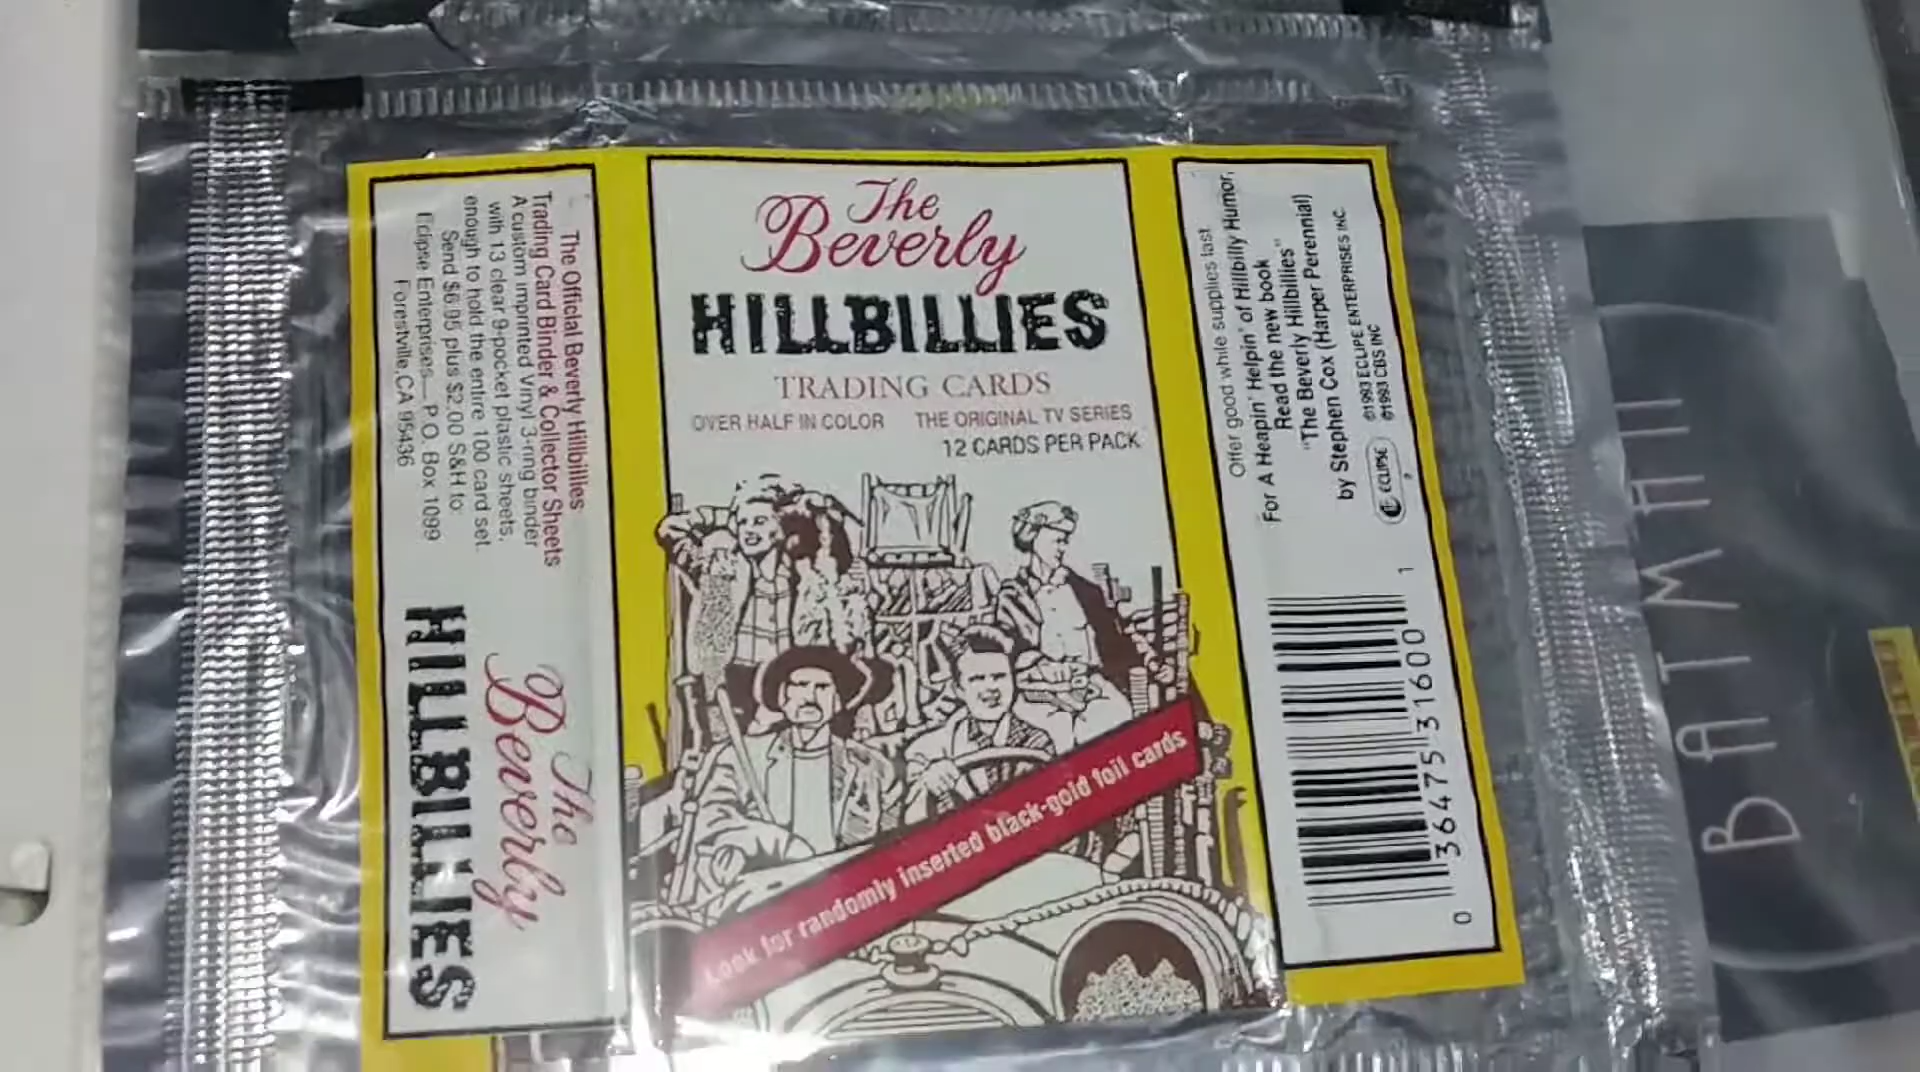 The Official Beverly Hillbillies
Trading Card Binder & Collector Sheets
A custom imprinted Vinyl 3-ring binder
with 13 clear 9-pocket plastic sheets,
enough to hold the entire 100 card set.
Send $6.95 plus $2.00 S&H to:
Eclipse Enterprises— P.O. Box 1099
Forestville, CA 95436
The
Beverly
HILLBILLIES
The
Beverly
HILLBILLIES
TRADING CARDS
OVER HALF IN COLOR THE ORIGINAL TV SERIES
12 CARDS PER PACK
Look for randomly inserted black-gold foil cards
Offer good while supplies last.
For A Heapin' Helpin' of Hillbilly Humor,
Read the new book
"The Beverly Hillbillies"
by Stephen Cox (Harper Perennial)
ECLIPSE
©1993 ECLIPE ENTERPRISES INC.
©1993 CBS INC
0 36475 31600 1
BATMAN